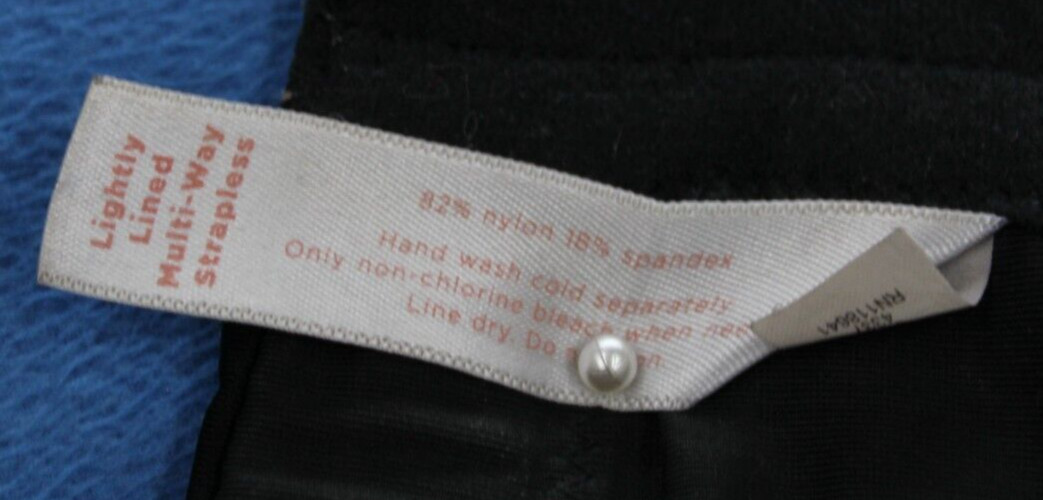 Lightly
Lined
Multi-Way
Strapless
82% nylon 18% spandex
Hand wash cold separately
Only non-chlorine bleach when
Line dry. Do
RN118641